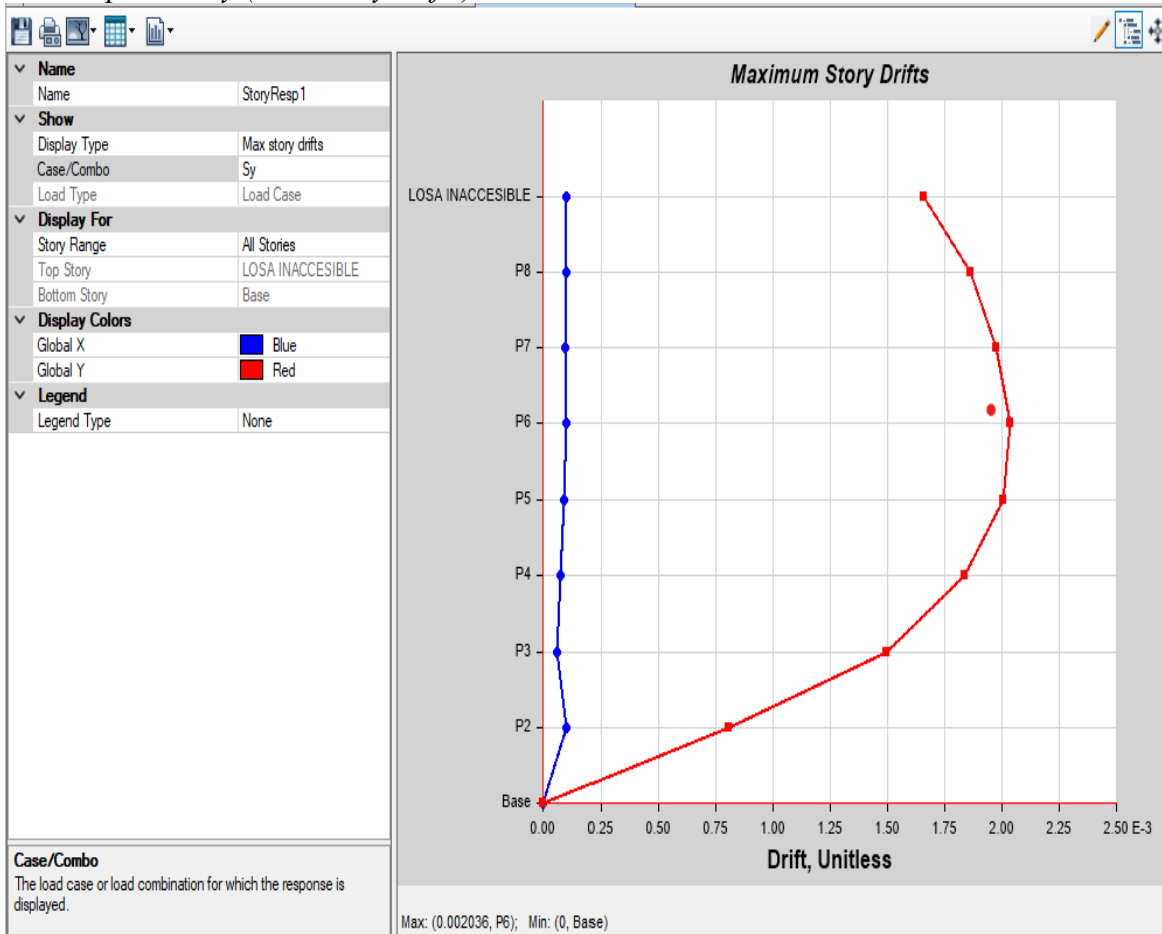 Name
Name StoryResp1
Show
Display Type Max story drifts
Case/Combo Sy
Load Type Load Case
Display For
Story Range All Stories
Top Story LOSA INACCESIBLE
Bottom Story Base
Display Colors
Global X Blue
Global Y Red
Legend
Legend Type None
Case/Combo
The load case or load combination for which the response is
displayed.
Maximum Story Drifts
LOSA INACCESIBLE
P8
P7
P6
P5
P4
P3
P2
Base
0.00 0.25 0.50 0.75 1.00 1.25 1.50 1.75 2.00 2.25 2.50 E-3
Drift, Unitless
Max: (0.002036, P6); Min: (0, Base)